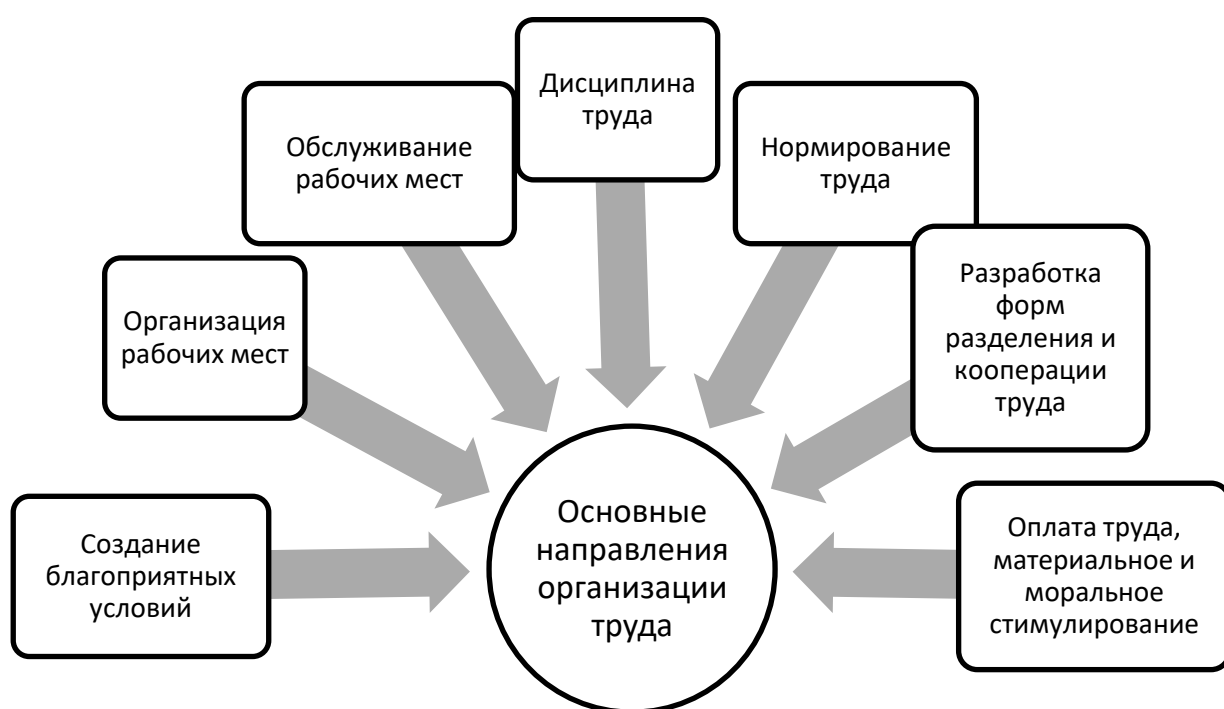 Дисциплина
труда
Обслуживание
рабочих мест
Нормирование
труда
Организация
рабочих мест
Разработка
форм
разделения и
кооперации
труда
Создание
благоприятных
условий
Основные
направления
организации
труда
Оплата труда,
материальное и
моральное
стимулирование